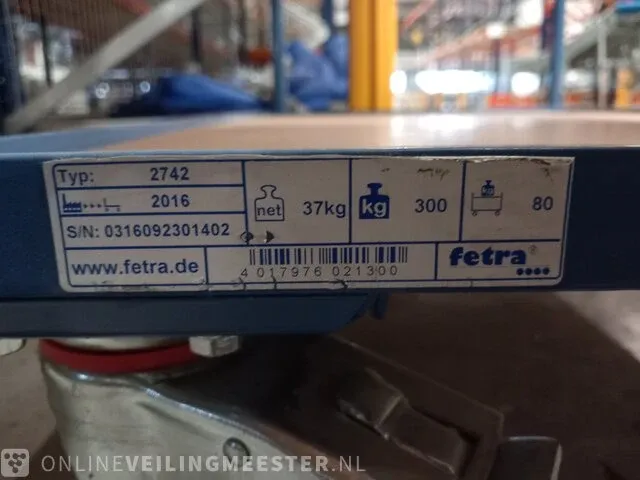 Typ: 2742
2016
S/N: 0316092301402
net 37kg
kg 300
80
www.fetra.de
4 017976 021300
fetra®
ONLINEVEILINGMEESTER.NL